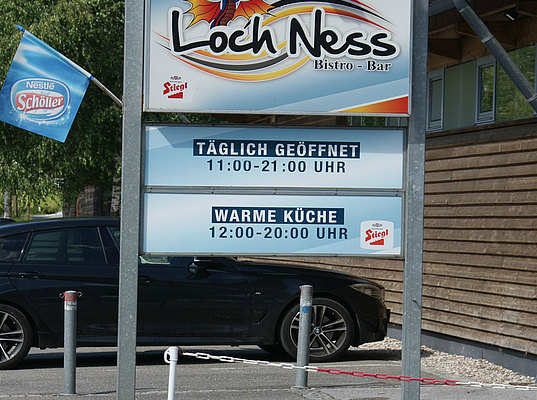 Loch Ness
Bistro - Bar
Stiegl
Nestlé
Schöller
TÄGLICH GEÖFFNET
11:00-21:00 UHR
WARME KÜCHE
12:00-20:00 UHR
Stiegl